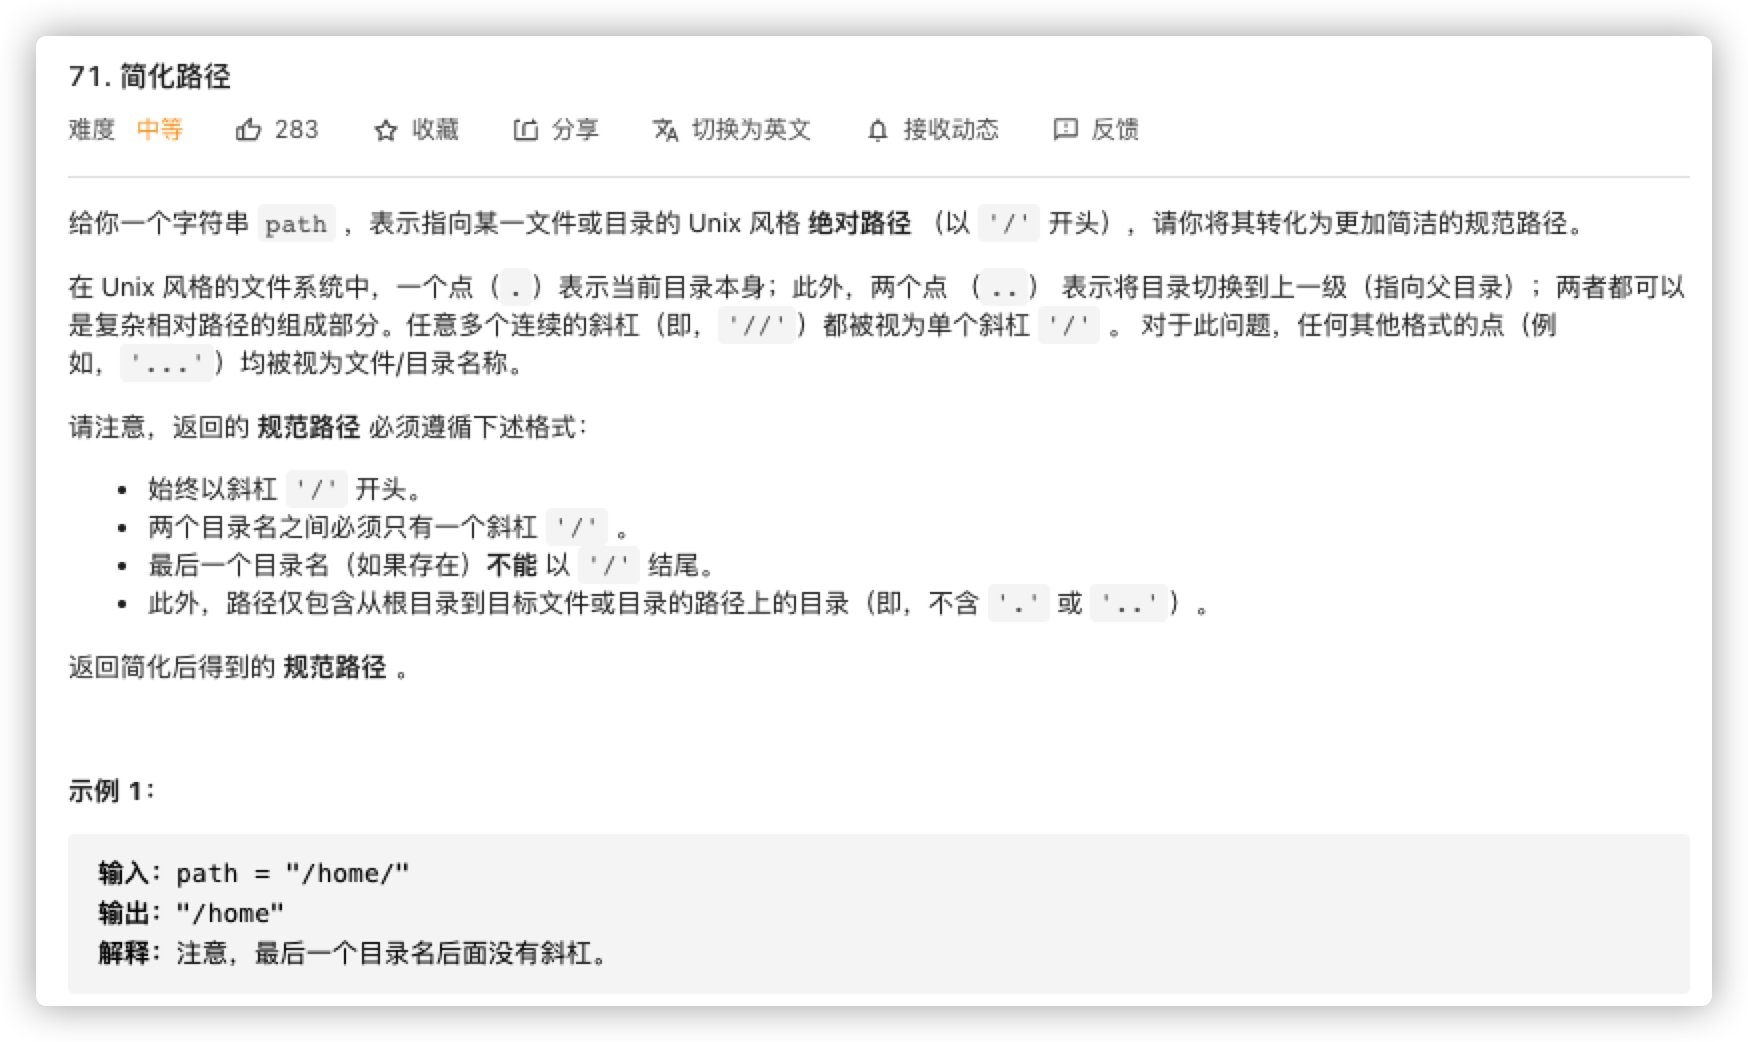 71. 简化路径
难度 中等 283 收藏 分享 切换为英文 接收动态 反馈
给你一个字符串 path ，表示指向某一文件或目录的 Unix 风格 绝对路径 （以 '/' 开头），请你将其转化为更加简洁的规范路径。
在 Unix 风格的文件系统中，一个点（.）表示当前目录本身；此外，两个点 （..） 表示将目录切换到上一级（指向父目录）；两者都可以
是复杂相对路径的组成部分。任意多个连续的斜杠（即，'//'）都被视为单个斜杠 '/' 。 对于此问题，任何其他格式的点（例
如，'...'）均被视为文件/目录名称。
请注意，返回的 规范路径 必须遵循下述格式：
• 始终以斜杠 '/' 开头。
• 两个目录名之间必须只有一个斜杠 '/' 。
• 最后一个目录名（如果存在）不能 以 '/' 结尾。
• 此外，路径仅包含从根目录到目标文件或目录的路径上的目录（即，不含 '.' 或 '..'）。
返回简化后得到的 规范路径 。
示例 1：
输入：path = "/home/"
输出："/home"
解释：注意，最后一个目录名后面没有斜杠。